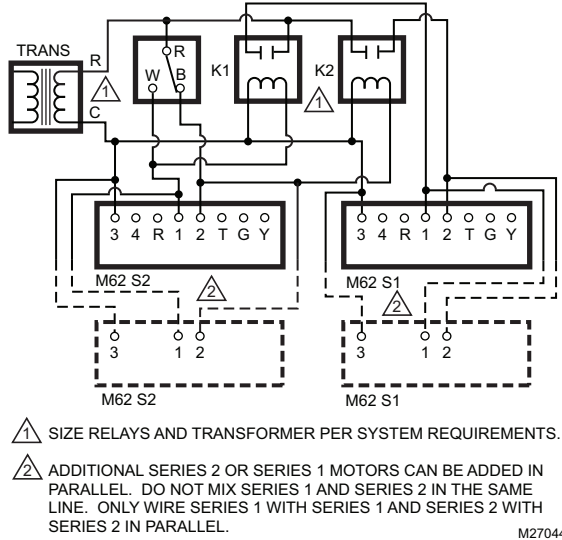 TRANS
R
C
1
R
W B
K1
1
K2
3 4 R 1 2 T G Y
M62 S2
2
3 4 R 1 2 T G Y
M62 S1
2
3 1 2
M62 S2
3 1 2
M62 S1
1 SIZE RELAYS AND TRANSFORMER PER SYSTEM REQUIREMENTS.
2 ADDITIONAL SERIES 2 OR SERIES 1 MOTORS CAN BE ADDED IN
PARALLEL. DO NOT MIX SERIES 1 AND SERIES 2 IN THE SAME
LINE. ONLY WIRE SERIES 1 WITH SERIES 1 AND SERIES 2 WITH
SERIES 2 IN PARALLEL.
M27044